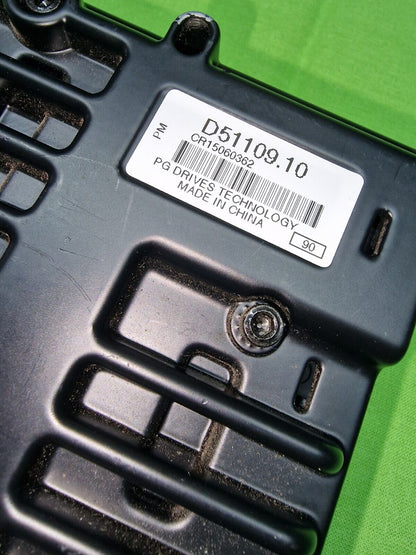 PM
D51109.10
CR15060362
PG DRIVES TECHNOLOGY
MADE IN CHINA
90